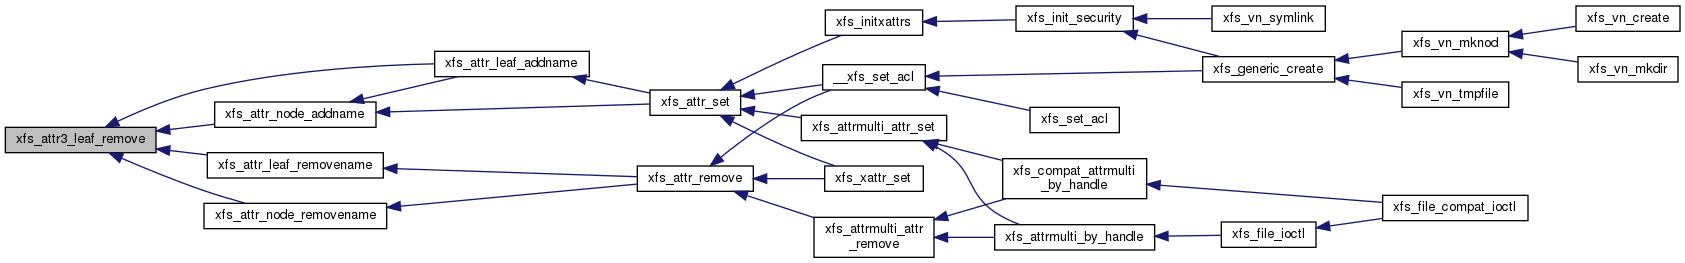 xfs_attr3_leaf_remove
xfs_attr_leaf_addname
xfs_attr_node_addname
xfs_attr_leaf_removename
xfs_attr_node_removename
xfs_attr_set
xfs_attr_remove
xfs_initxattrs
__xfs_set_acl
xfs_attrmulti_attr_set
xfs_xattr_set
xfs_attrmulti_attr
_remove
xfs_init_security
xfs_generic_create
xfs_set_acl
xfs_compat_attrmulti
_by_handle
xfs_attrmulti_by_handle
xfs_vn_symlink
xfs_file_ioctl
xfs_vn_mknod
xfs_vn_tmpfile
xfs_file_compat_ioctl
xfs_vn_create
xfs_vn_mkdir